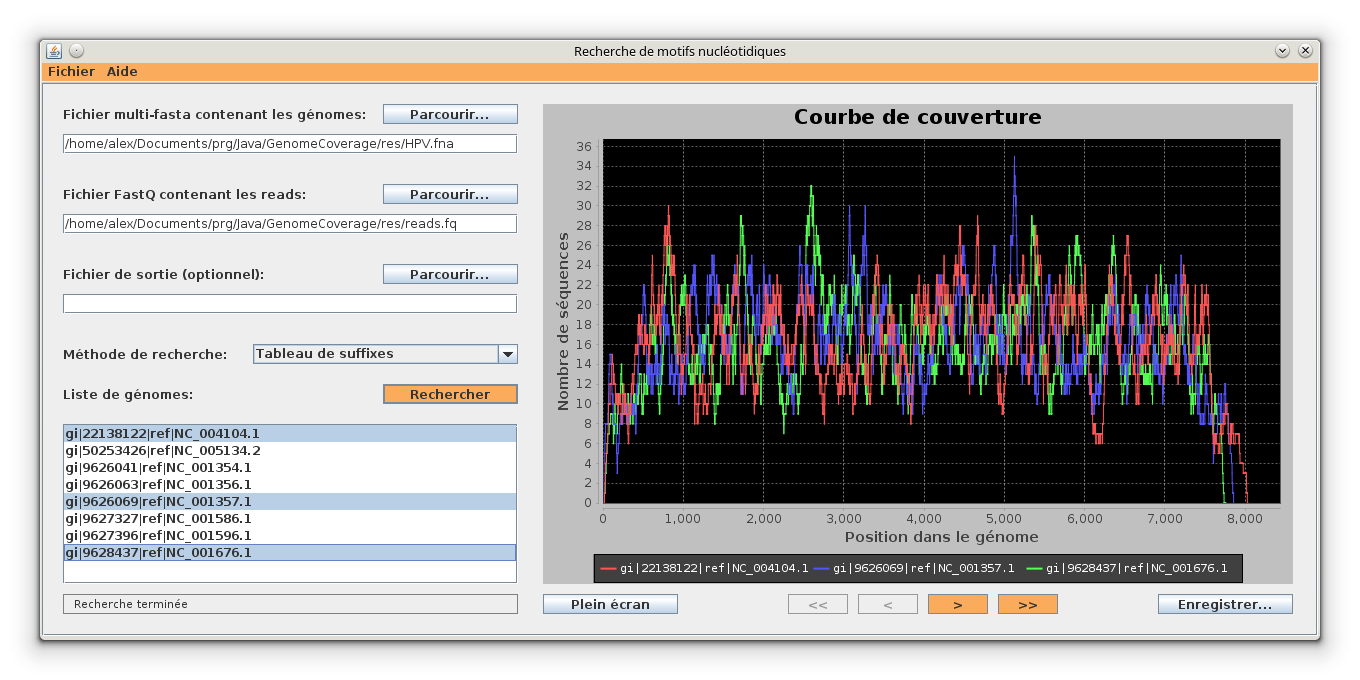 Recherche de motifs nucléotidiques
Fichier Aide
Fichier multi-fasta contenant les génomes: Parcourir...
/home/alex/Documents/prg/Java/GenomeCoverage/res/HPV.fna
Fichier FastQ contenant les reads: Parcourir...
/home/alex/Documents/prg/Java/GenomeCoverage/res/reads.fq
Fichier de sortie (optionnel): Parcourir...
Méthode de recherche: Tableau de suffixes
Liste de génomes: Rechercher
gi|22138122|ref|NC_004104.1
gi|50253426|ref|NC_005134.2
gi|9626041|ref|NC_001354.1
gi|9626063|ref|NC_001356.1
gi|9626069|ref|NC_001357.1
gi|9627327|ref|NC_001586.1
gi|9627396|ref|NC_001596.1
gi|9628437|ref|NC_001676.1
Recherche terminée
Courbe de couverture
Nombre de séquences
36
34
32
30
28
26
24
22
20
18
16
14
12
10
8
6
4
2
0
0 1,000 2,000 3,000 4,000 5,000 6,000 7,000 8,000
Position dans le génome
gi|22138122|ref|NC_004104.1 gi|9626069|ref|NC_001357.1 gi|9628437|ref|NC_001676.1
Plein écran << < > >> Enregistrer...